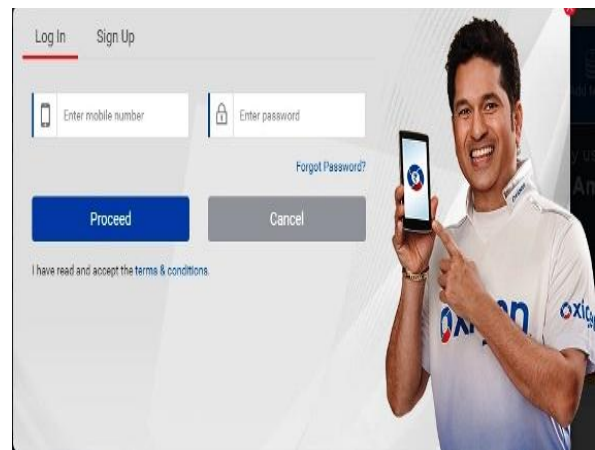 Log In Sign Up
Enter mobile number Enter password
Forgot Password?
Proceed Cancel
I have read and accept the terms & conditions.
oxigen